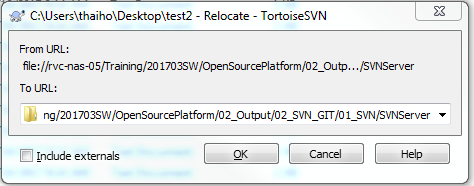 C:\Users\thaiho\Desktop\test2 - Relocate - TortoiseSVN
From URL:
file://rvc-nas-05/Training/201703SW/OpenSourcePlatform/02_Outp.../SVNServer
To URL:
ng/201703SW/OpenSourcePlatform/02_Output/02_SVN_GIT/01_SVN/SVNServer
Include externals
OK
Cancel
Help